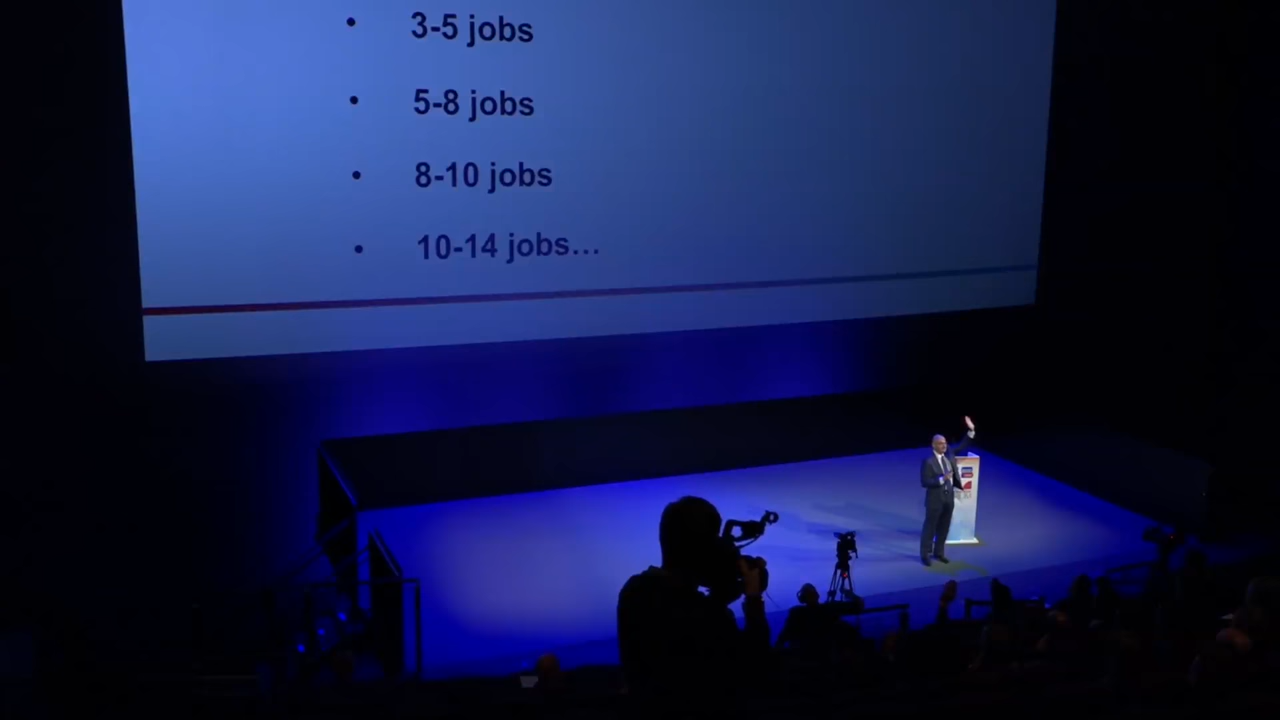 • 3-5 jobs
• 5-8 jobs
• 8-10 jobs
• 10-14 jobs…